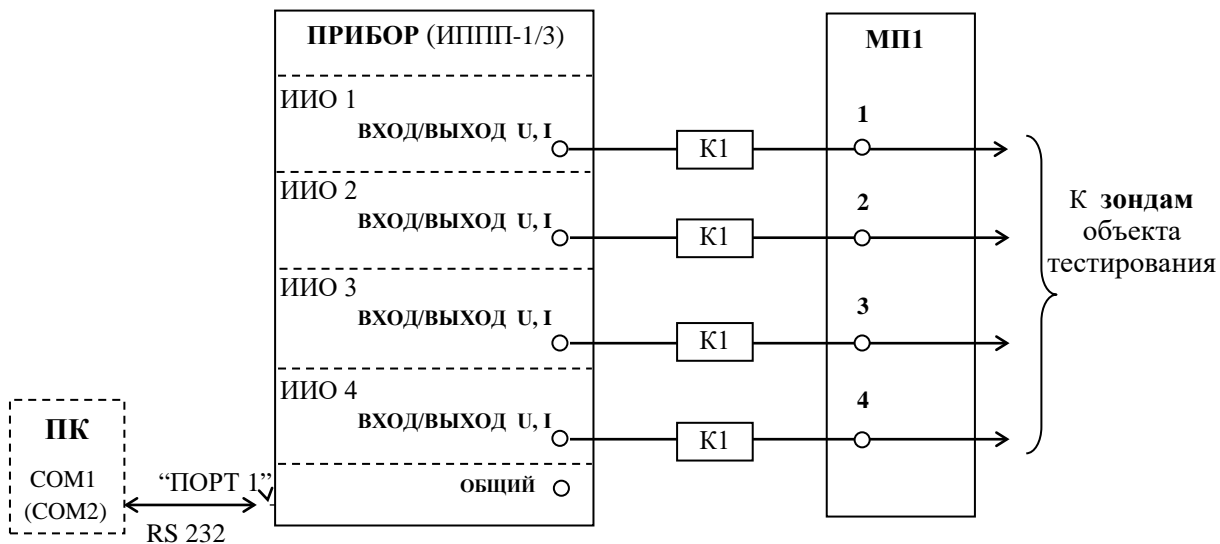 ПРИБОР (ИППП-1/3)
МП1
ИИО 1
ВХОД/ВЫХОД U, I
К1
1
ИИО 2
ВХОД/ВЫХОД U, I
К1
2
ИИО 3
ВХОД/ВЫХОД U, I
К1
3
ИИО 4
ВХОД/ВЫХОД U, I
К1
4
ОБЩИЙ
К зондам
объекта
тестирования
ПК
COM1
(COM2)
“ПОРТ 1”
RS 232